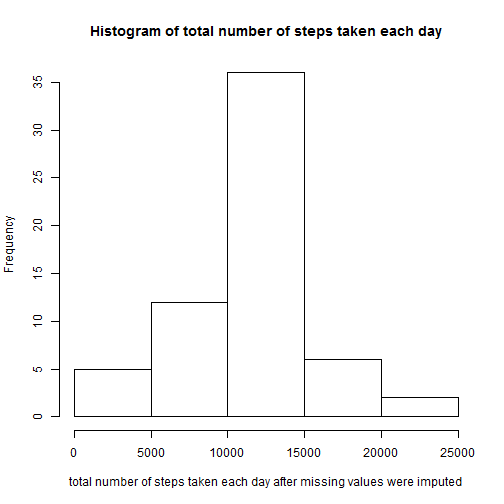 Histogram of total number of steps taken each day
Frequency
35
30
25
20
15
10
5
0
0 5000 10000 15000 20000 25000
total number of steps taken each day after missing values were imputed